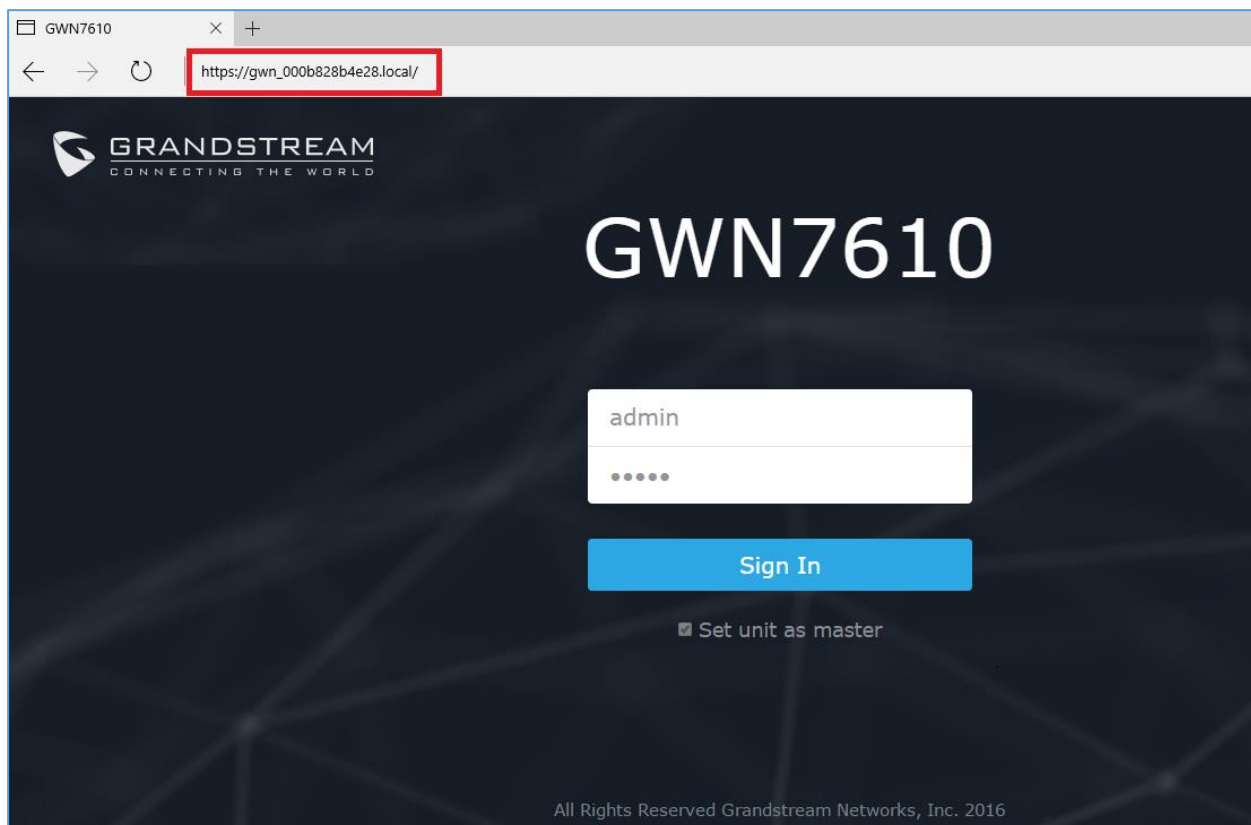 GWN7610
https://gwn_000b828b4e28.local/
GRANDSTREAM
CONNECTING THE WORLD
GWN7610
admin
•••••
Sign In
Set unit as master
All Rights Reserved Grandstream Networks, Inc. 2016